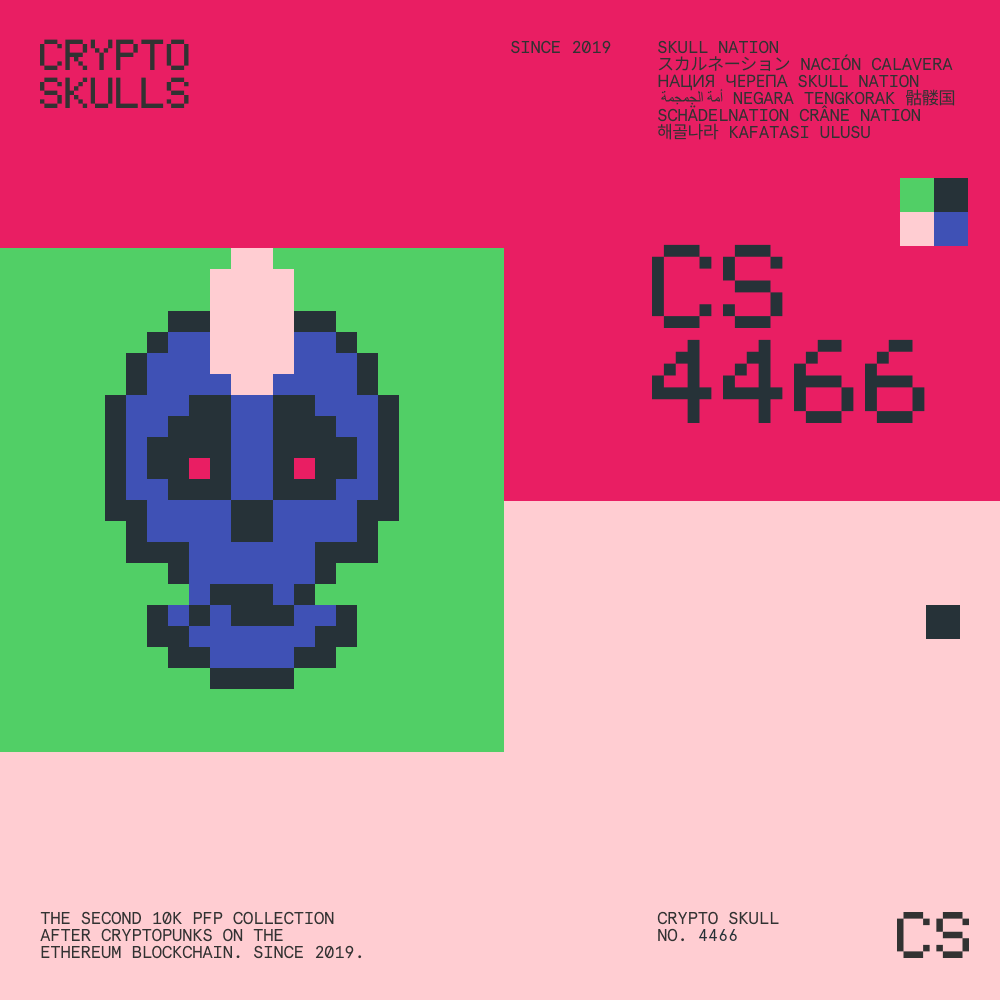 CRYPTO
SKULLS
SINCE 2019
SKULL NATION
スカルネーション NACIÓN CALAVERA
НАЦИЯ ЧЕРЕПА SKULL NATION
أمة الجمجمة NEGARA TENGKORAK 骷髅国
SCHÄDELNATION CRÂNE NATION
해골나라 KAFATASI ULUSU
CS
4466
THE SECOND 10K PFP COLLECTION
AFTER CRYPTOPUNKS ON THE
ETHEREUM BLOCKCHAIN. SINCE 2019.
CRYPTO SKULL
NO. 4466
CS